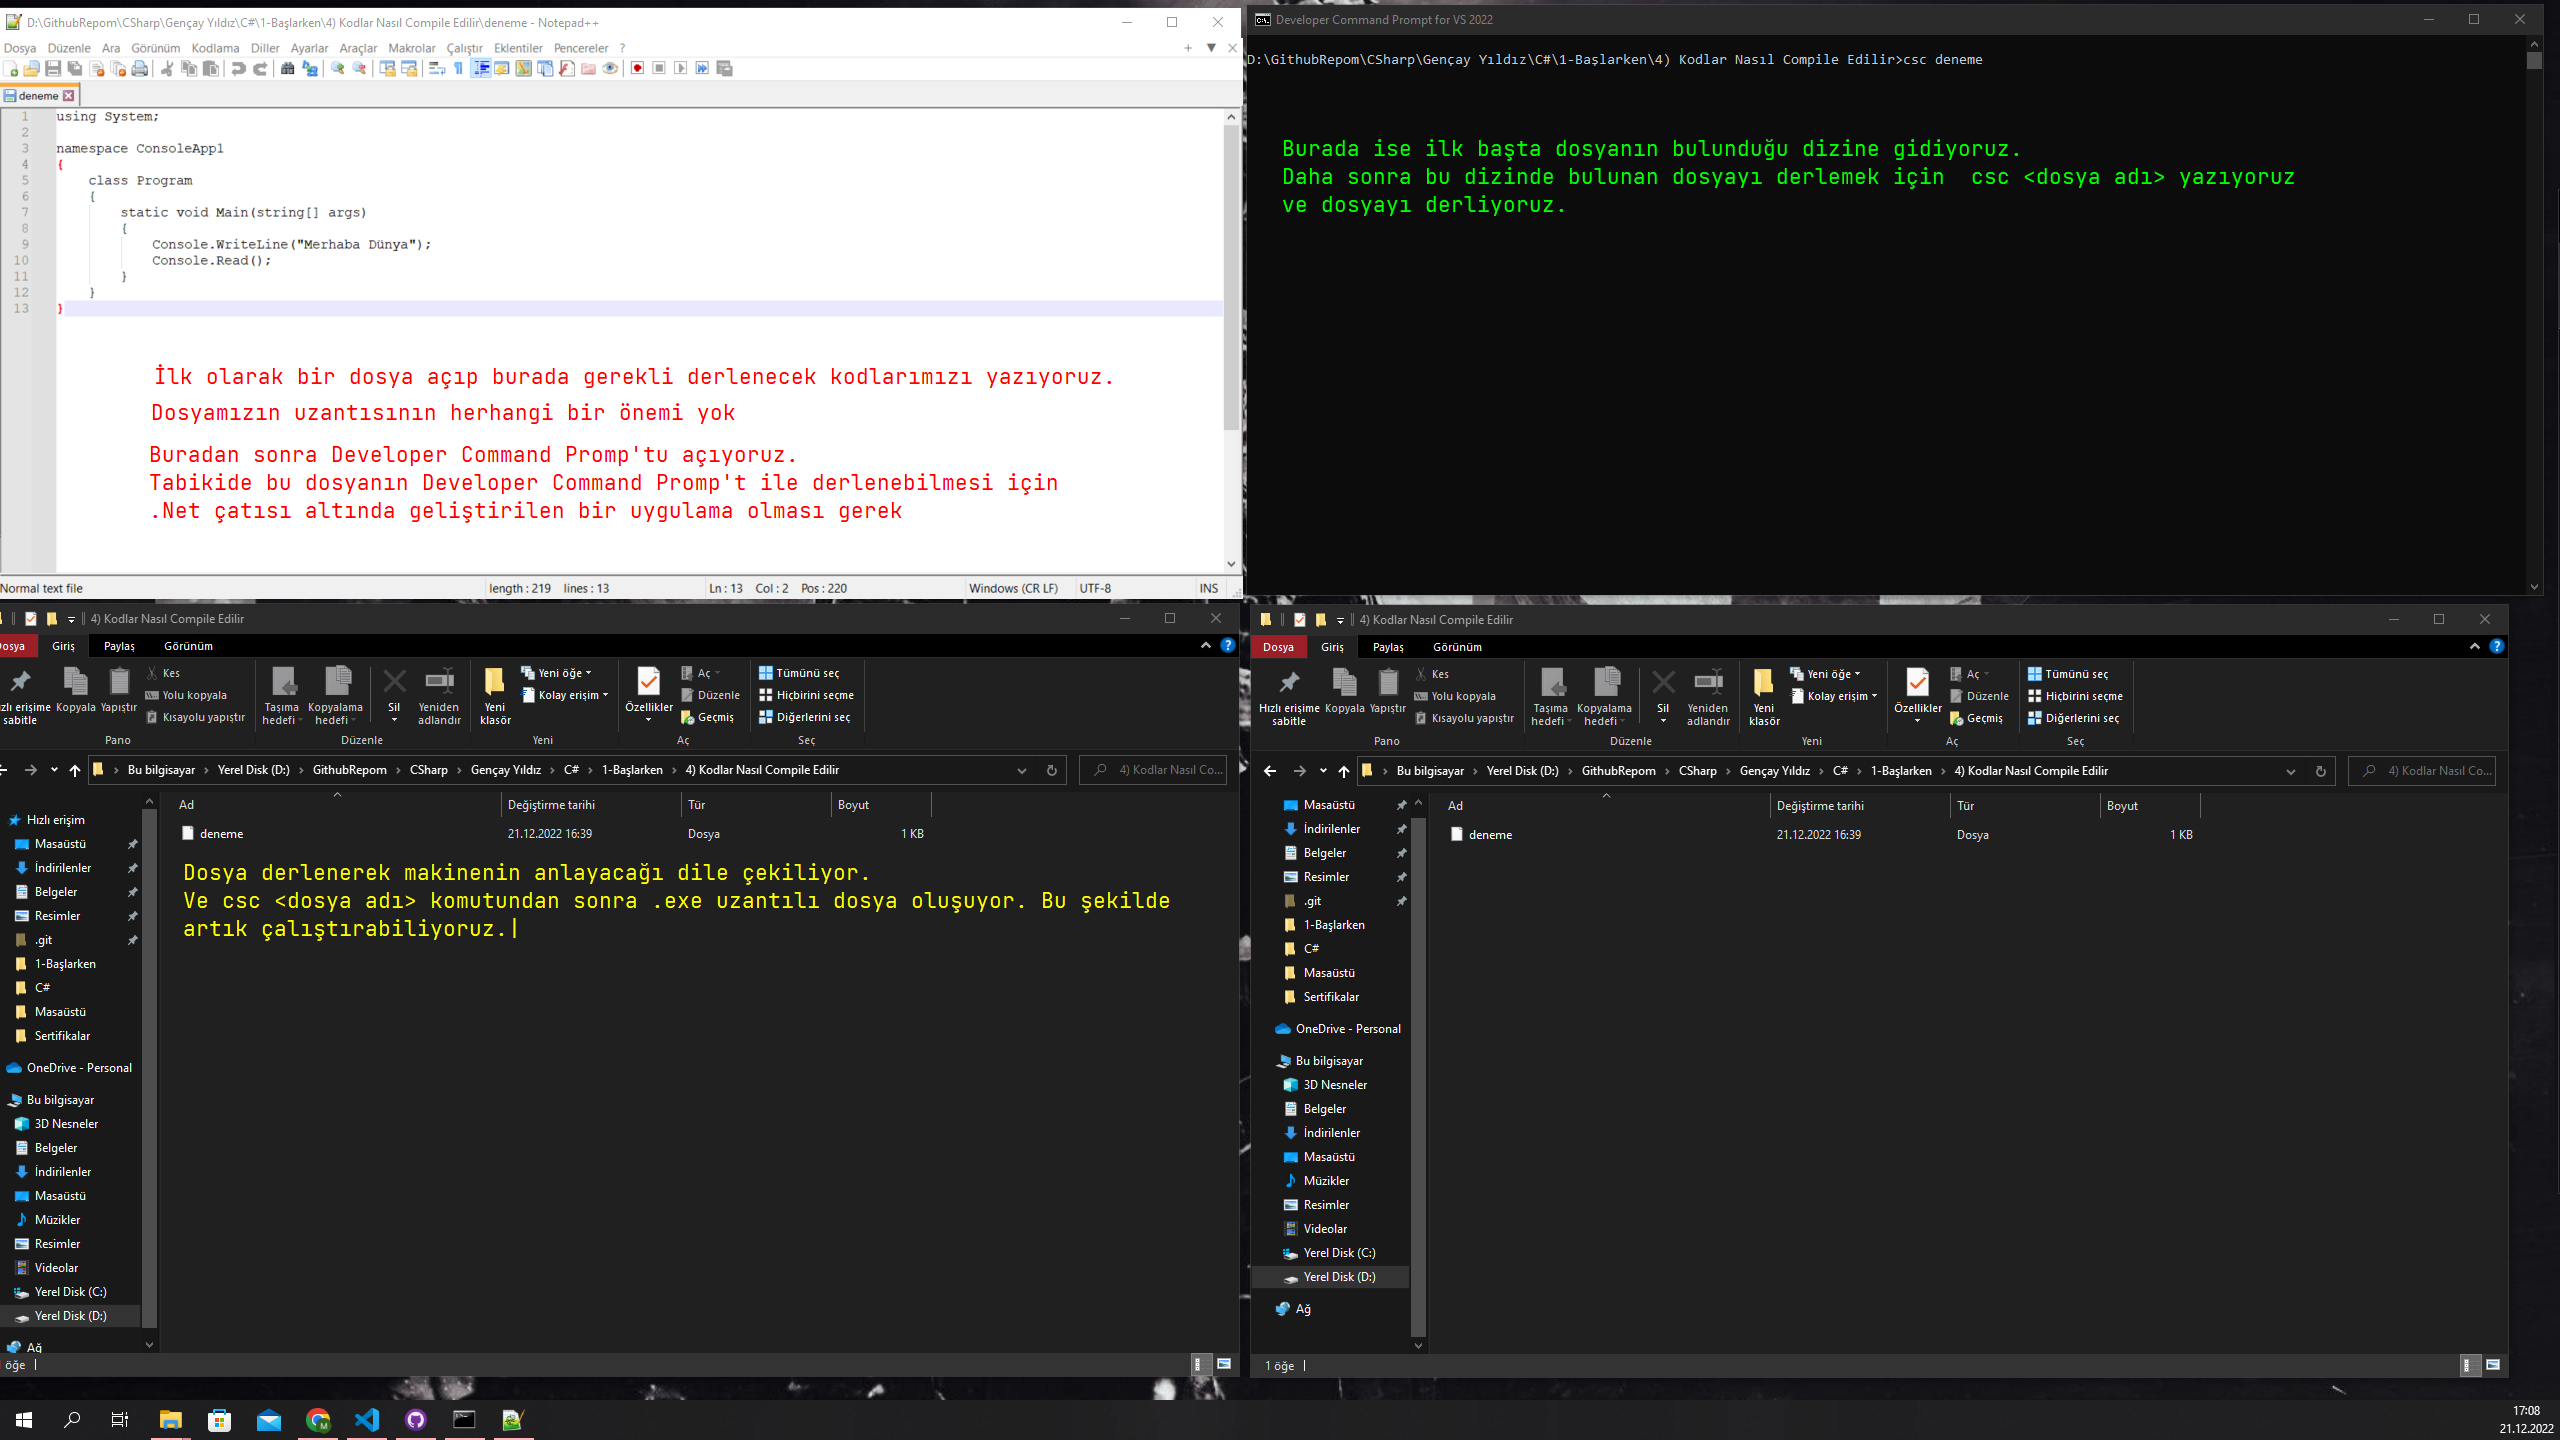 D:\GithubRepom\CSharp\Gençay Yıldız\C#\1-Başlarken\4) Kodlar Nasıl Compile Edilir\deneme - Notepad++
Dosya Düzenle Ara Görünüm Kodlama Diller Ayarlar Araçlar Makrolar Çalıştır Eklentiler Pencereler ?
deneme
1 using System;
2
3 namespace ConsoleApp1
4 {
5 class Program
6 {
7 static void Main(string[] args)
8 {
9 Console.WriteLine("Merhaba Dünya");
10 Console.Read();
11 }
12 }
13 }
İlk olarak bir dosya açıp burada gerekli derlenecek kodlarımızı yazıyoruz.
Dosyamızın uzantısının herhangi bir önemi yok
Buradan sonra Developer Command Promp'tu açıyoruz.
Tabikide bu dosyanın Developer Command Promp't ile derlenebilmesi için
.Net çatısı altında geliştirilen bir uygulama olması gerek
Normal text file length : 219 lines : 13 Ln : 13 Col : 2 Pos : 220 Windows (CR LF) UTF-8 INS
Developer Command Prompt for VS 2022
D:\GithubRepom\CSharp\Gençay Yıldız\C#\1-Başlarken\4) Kodlar Nasıl Compile Edilir>csc deneme
Burada ise ilk başta dosyanın bulunduğu dizine gidiyoruz.
Daha sonra bu dizinde bulunan dosyayı derlemek için csc <dosya adı> yazıyoruz
ve dosyayı derliyoruz.
4) Kodlar Nasıl Compile Edilir
Dosya Giriş Paylaş Görünüm
Hızlı erişime sabitle
Kopyala
Yapıştır
Kes
Yolu kopyala
Kısayolu yapıştır
Taşıma hedefi
Kopyalama hedefi
Sil
Yeniden adlandır
Yeni klasör
Yeni öğe
Kolay erişim
Özellikler
Aç
Düzenle
Geçmiş
Tümünü seç
Hiçbirini seçme
Diğerlerini seç
Pano Düzenle Yeni Aç Seç
Bu bilgisayar Yerel Disk (D:) GithubRepom CSharp Gençay Yıldız C# 1-Başlarken 4) Kodlar Nasıl Compile Edilir
4) Kodlar Nasıl Co...
Ad Değiştirme tarihi Tür Boyut
deneme 21.12.2022 16:39 Dosya 1 KB
Dosya derlenerek makinenin anlayacağı dile çekiliyor.
Ve csc <dosya adı> komutundan sonra .exe uzantılı dosya oluşuyor. Bu şekilde
artık çalıştırabiliyoruz.
Hızlı erişim
Masaüstü
İndirilenler
Belgeler
Resimler
.git
1-Başlarken
C#
Masaüstü
Sertifikalar
OneDrive - Personal
Bu bilgisayar
3D Nesneler
Belgeler
İndirilenler
Masaüstü
Müzikler
Resimler
Videolar
Yerel Disk (C:)
Yerel Disk (D:)
Ağ
öğe
4) Kodlar Nasıl Compile Edilir
Dosya Giriş Paylaş Görünüm
Hızlı erişime sabitle
Kopyala
Yapıştır
Kes
Yolu kopyala
Kısayolu yapıştır
Taşıma hedefi
Kopyalama hedefi
Sil
Yeniden adlandır
Yeni klasör
Yeni öğe
Kolay erişim
Özellikler
Aç
Düzenle
Geçmiş
Tümünü seç
Hiçbirini seçme
Diğerlerini seç
Pano Düzenle Yeni Aç Seç
Bu bilgisayar Yerel Disk (D:) GithubRepom CSharp Gençay Yıldız C# 1-Başlarken 4) Kodlar Nasıl Compile Edilir
4) Kodlar Nasıl Co...
Ad Değiştirme tarihi Tür Boyut
deneme 21.12.2022 16:39 Dosya 1 KB
Masaüstü
İndirilenler
Belgeler
Resimler
.git
1-Başlarken
C#
Masaüstü
Sertifikalar
OneDrive - Personal
Bu bilgisayar
3D Nesneler
Belgeler
İndirilenler
Masaüstü
Müzikler
Resimler
Videolar
Yerel Disk (C:)
Yerel Disk (D:)
Ağ
1 öğe
17:08
21.12.2022